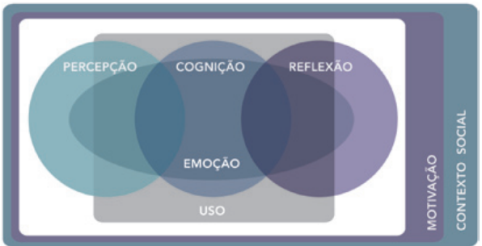 PERCEPÇÃO
COGNIÇÃO
REFLEXÃO
EMOÇÃO
USO
MOTIVAÇÃO
CONTEXTO SOCIAL